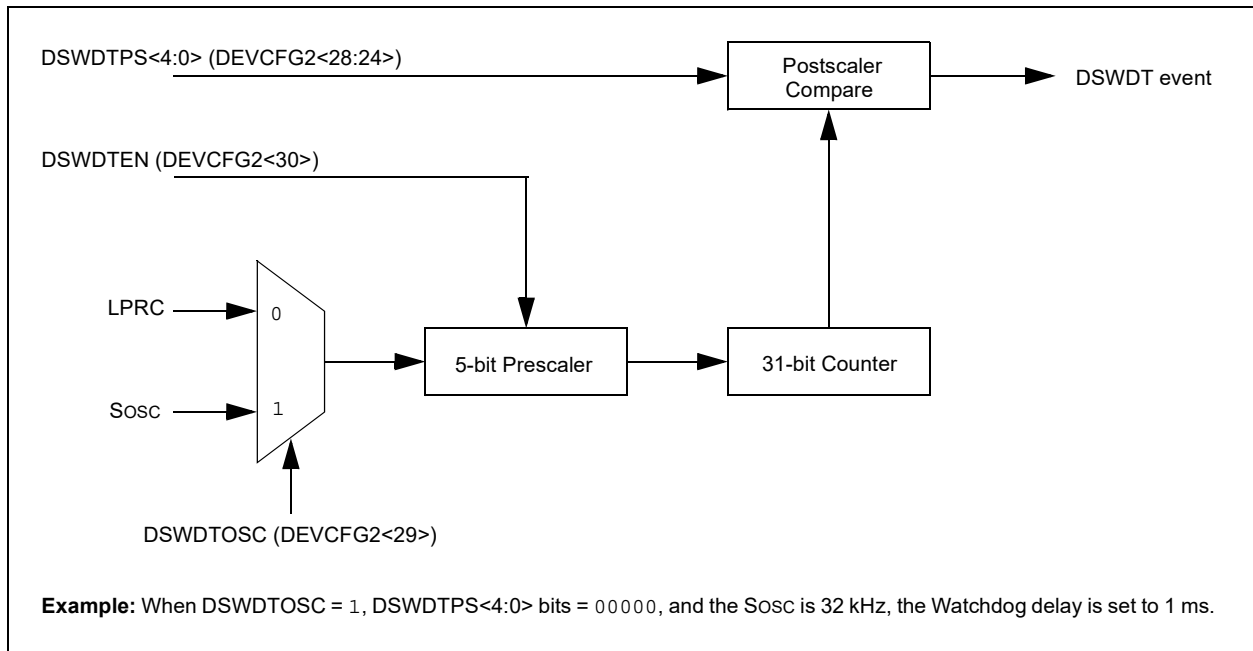 DSWDTPS<4:0> (DEVCFG2<28:24>)
Postscaler
Compare
DSWDT event
DSWDTEN (DEVCFG2<30>)
LPRC
0
5-bit Prescaler
31-bit Counter
SOSC
1
DSWDTOSC (DEVCFG2<29>)
Example: When DSWDTOSC = 1, DSWDTPS<4:0> bits = 00000, and the SOSC is 32 kHz, the Watchdog delay is set to 1 ms.